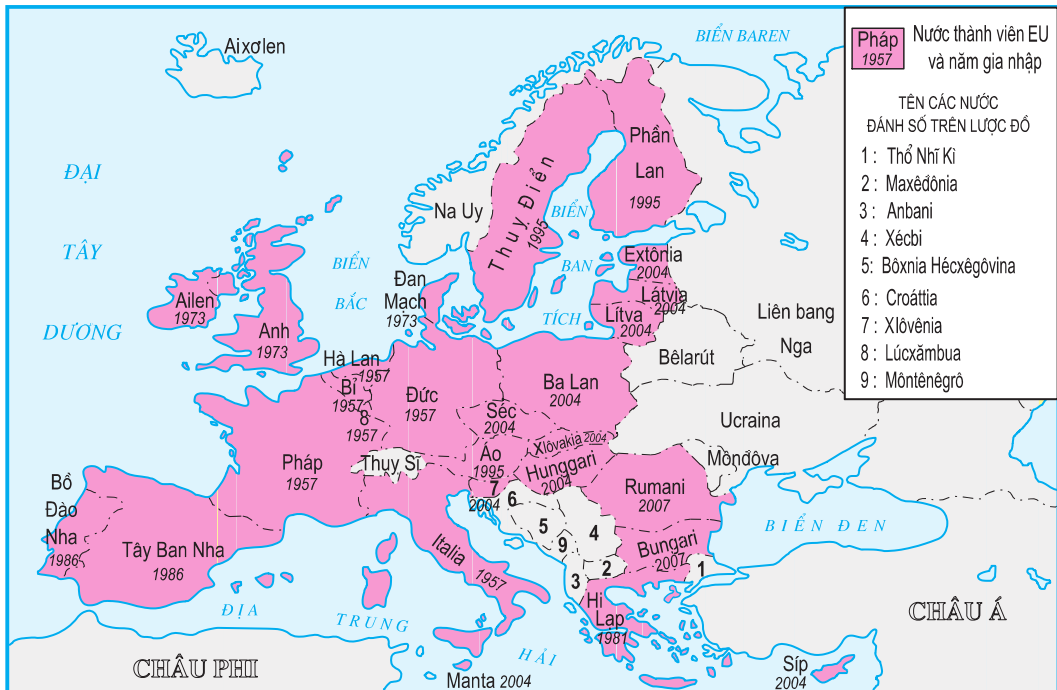 Aixơlen
BIỂN BAREN
Pháp
1957
Nước thành viên EU
và năm gia nhập
TÊN CÁC NƯỚC
ĐÁNH SỐ TRÊN LƯỢC ĐỒ
1 : Thổ Nhĩ Kì
2 : Maxêđônia
3 : Anbani
4 : Xécbi
5: Bôxnia Hécxêgôvina
6 : Croáttia
7 : Xlôvênia
8 : Lúcxămbua
9 : Môntênêgrô
ĐẠI
TÂY
DƯƠNG
Phần
Lan
1995
Thuỵ Điển
1995
Na Uy
BIỂN
BAN
TÍCH
BIỂN
BẮC
Extônia
2004
Látvia
2004
Lítva
2004
Đan
Mạch
1973
Ailen
1973
Anh
1973
Liên bang
Nga
Bêlarút
Hà Lan
1957
Bỉ
1957
8
1957
Đức
1957
Ba Lan
2004
Séc
2004
Ucraina
Xlôvakia 2004
Áo
1995
Hunggari
2004
Mônđôva
Pháp
1957
Thuỵ Sĩ
7
2004
6
Rumani
2007
Bồ
Đào
Nha
1986
Tây Ban Nha
1986
Italia
1957
5
4
9
Bungari
2007
BIỂN ĐEN
3
2
1
Hi
Lạp
1981
ĐỊA
TRUNG
HẢI
CHÂU Á
CHÂU PHI
Manta 2004
Síp
2004